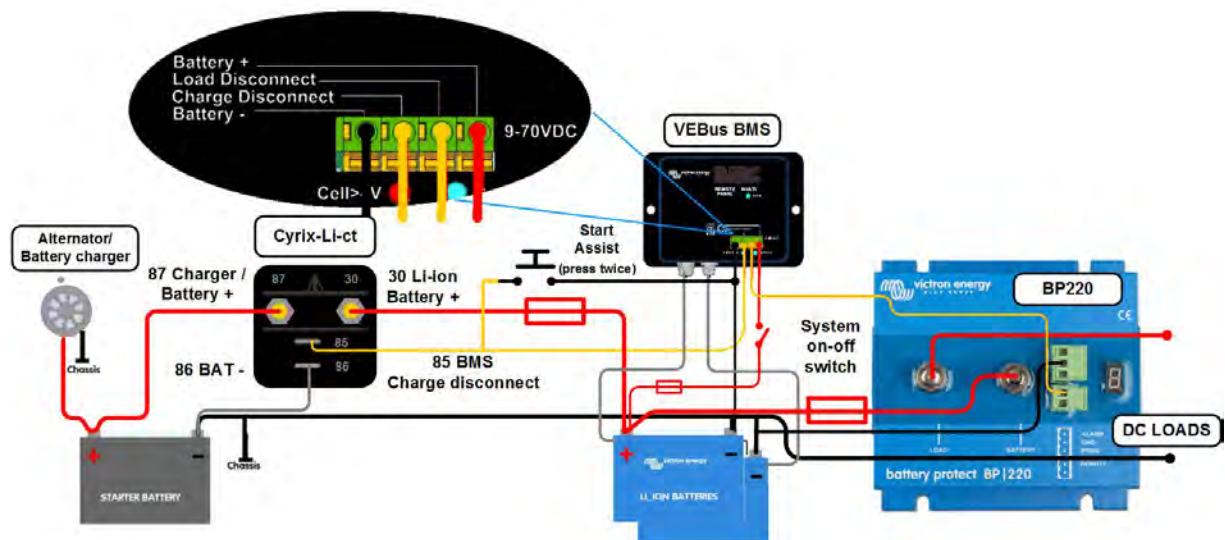 Battery +
Load Disconnect
Charge Disconnect
Battery -
9-70VDC
Cell> V
VEBus BMS
Alternator/
Battery charger
Cyrix-Li-ct
Start
Assist
(press twice)
87 Charger /
Battery +
87
30
30 Li-ion
Battery +
85
86
86 BAT -
85 BMS
Charge disconnect
Chassis
Chassis
System
on-off
switch
victron energy
BP220
CE
REMOTE
PANEL
MULTI
DC LOADS
LOAD
BATTERY
battery protect BP|220
+
-
STARTER BATTERY
+
-
-
victron energy
LI_ION BATTERIES